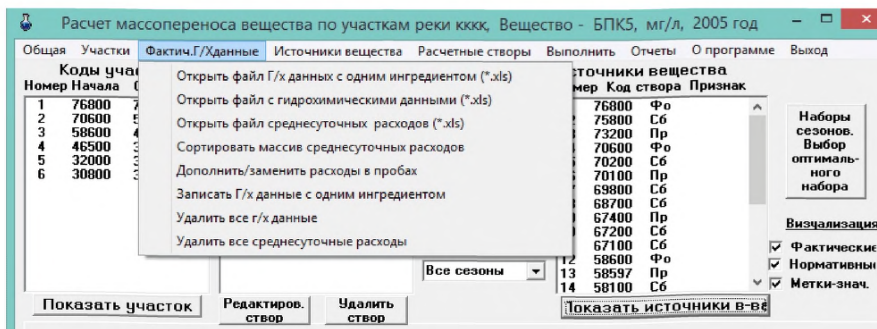 Расчет массопереноса вещества по участкам реки кккк, Вещество - БПК5, мг/л, 2005 год
Общая Участки Фактич.Г/Хданные Источники вещества Расчетные створы Выполнить Отчеты О программе Выход
Коды
Номер Начала
1 76800
2 70600
3 58600
4 46500
5 32000
6 30800
Открыть файл Г/х данных с одним ингредиентом (*.xls)
Открыть файл с гидрохимическими данными (*.xls)
Открыть файл среднесуточных расходов (*.xls)
Сортировать массив среднесуточных расходов
Дополнить/заменить расходы в пробах
Записать Г/х данные с одним ингредиентом
Удалить все г/х данные
Удалить все среднесуточные расходы
вещества
Код створа Признак
76800 Фо
75800 Сб
73200 Пр
70600 Фо
70200 Сб
70100 Пр
69800 Сб
68700 Сб
67400 Пр
67200 Сб
67100 Сб
12 58600 Фо
13 58597 Пр
14 58100 Сб
Наборы
сезонов.
Выбор
оптималь-
ного
набора
Визуализация
Фактические
Нормативны
Метки-знач.
Все сезоны
Показать участок
Редактиров.
створ
Удалить
створ
Показать источники в-ва